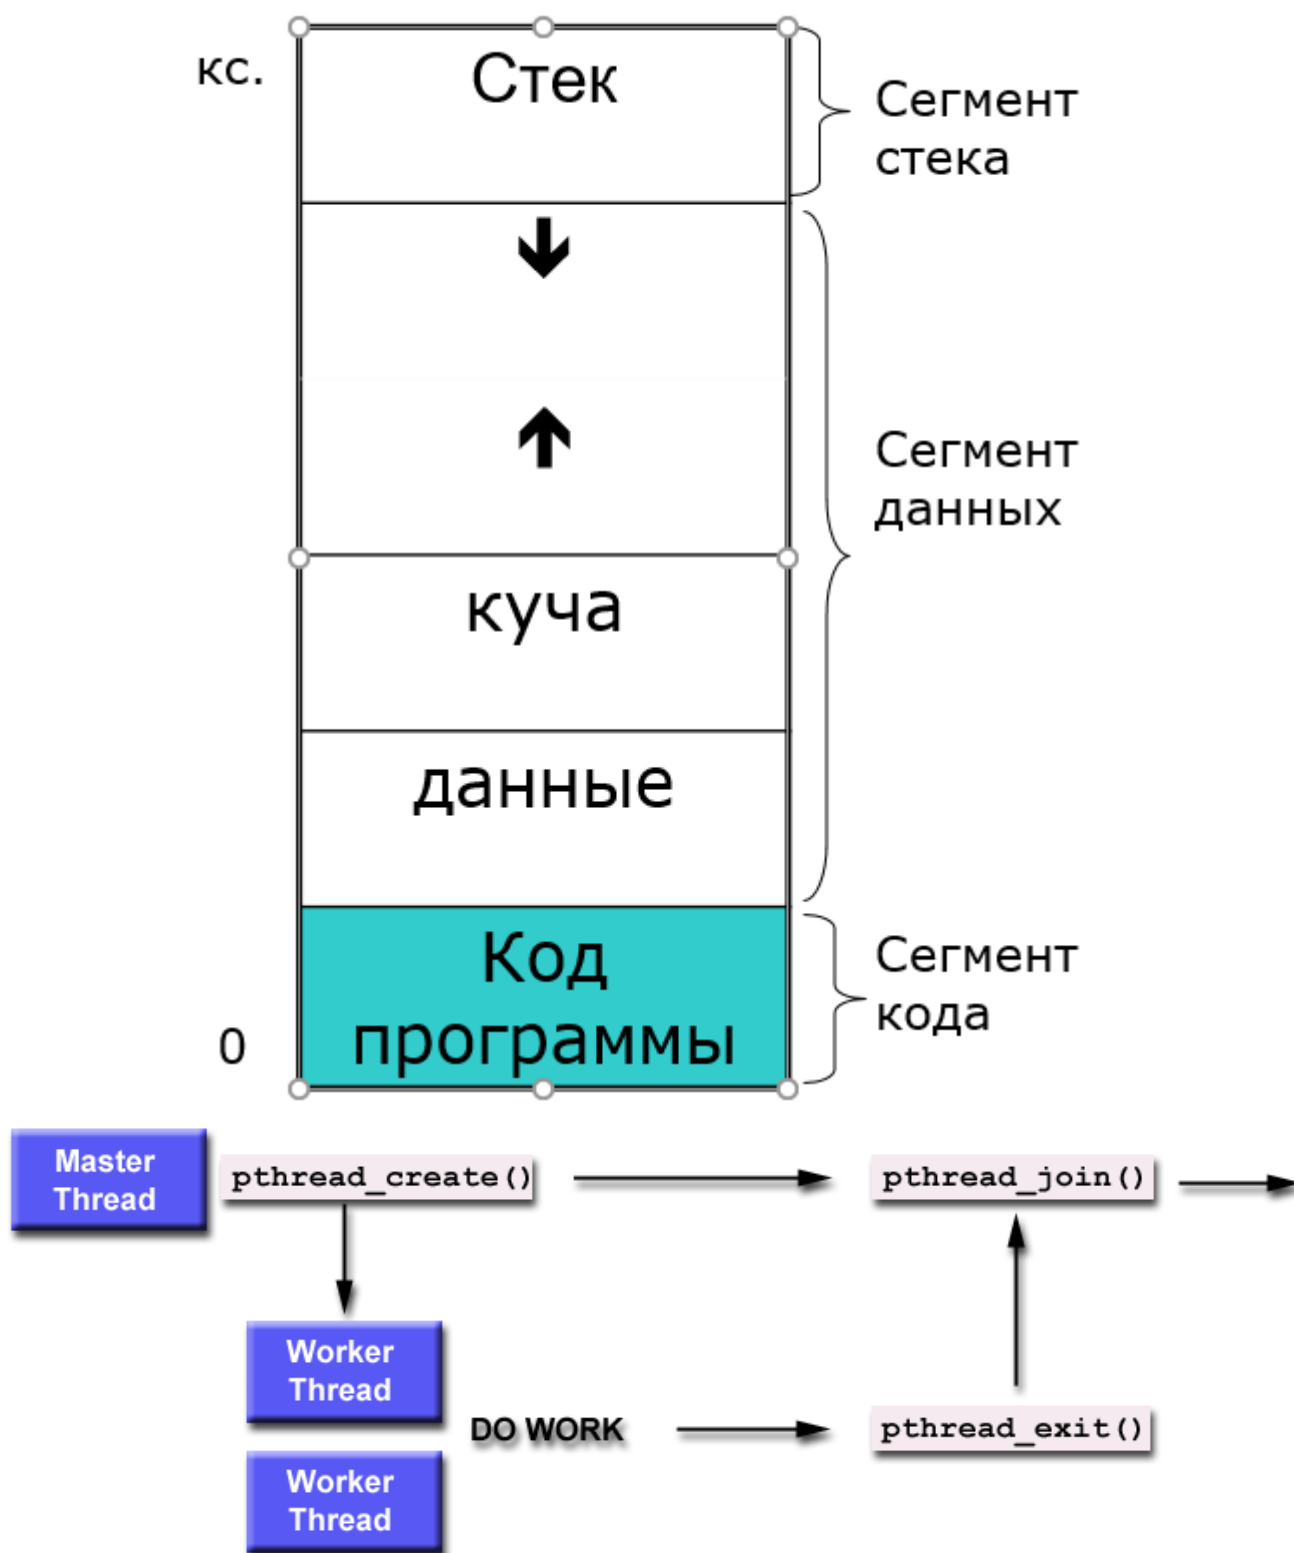 кс.
Стек
Сегмент
стека
Сегмент
данных
куча
данные
Код
программы
Сегмент
кода
0
Master
Thread
pthread_create()
pthread_join()
Worker
Thread
DO WORK
pthread_exit()
Worker
Thread